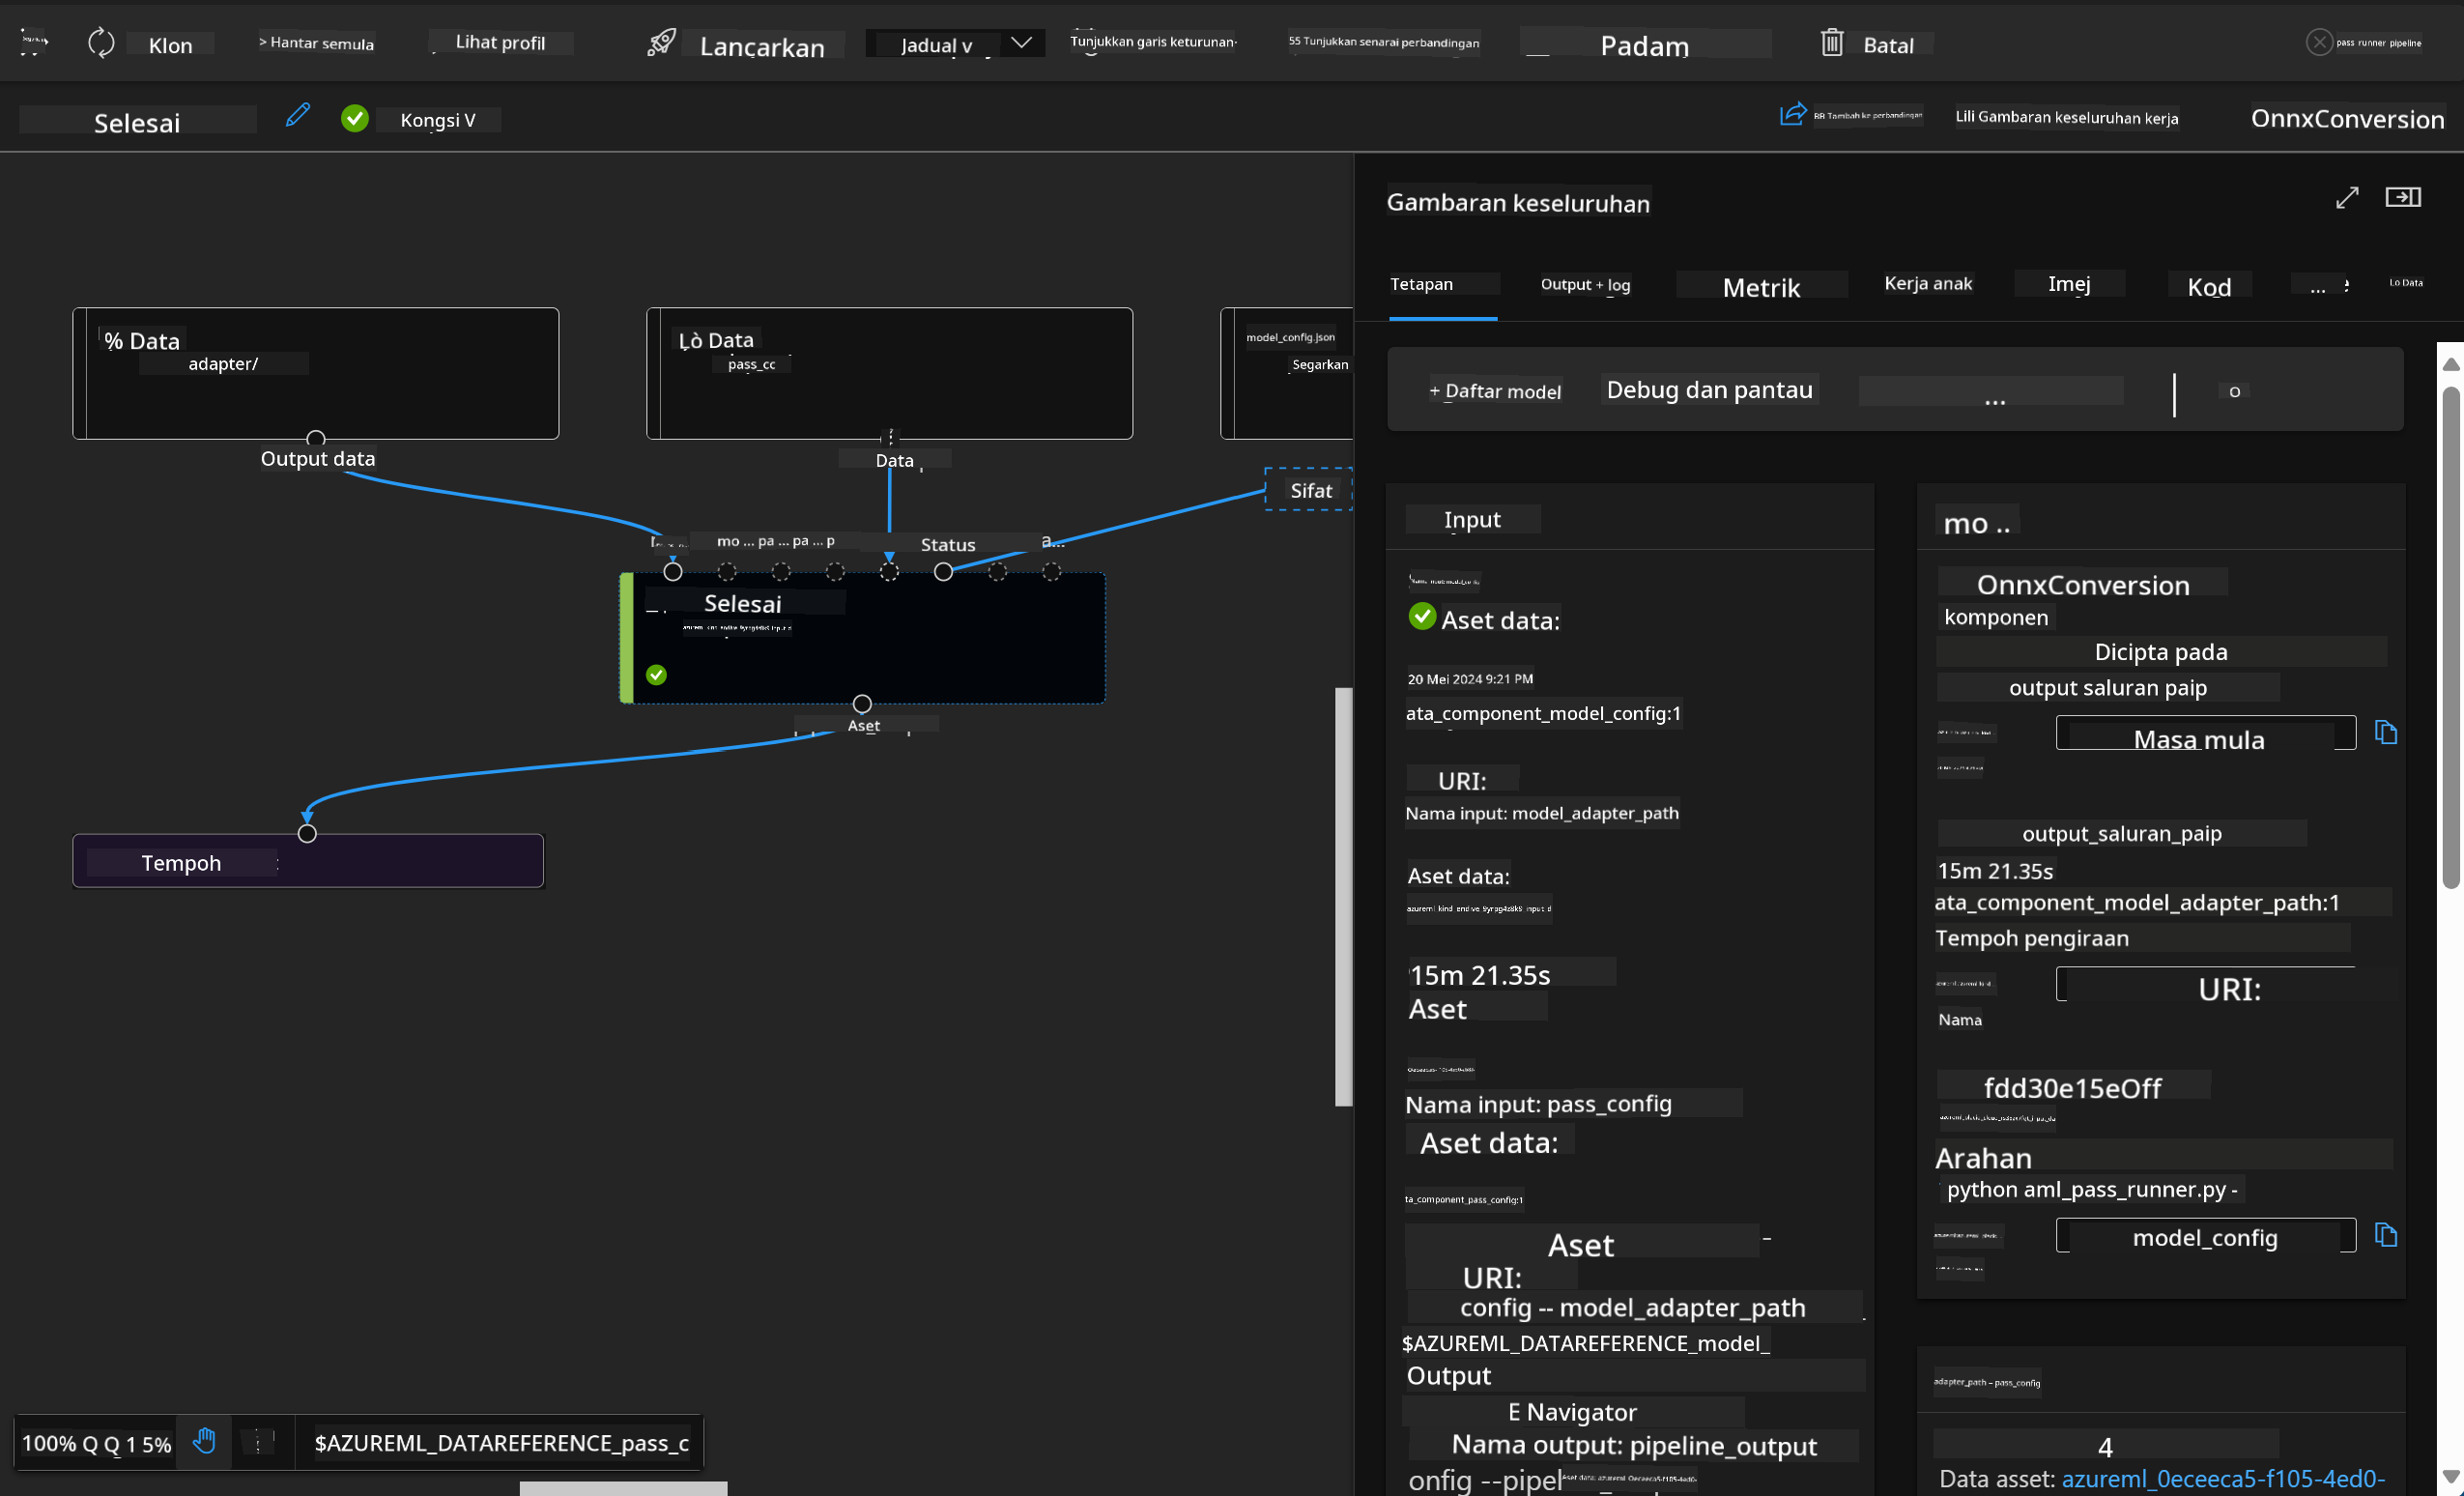 Klon
> Hantar semula
Lihat profil
Lancarkan
Jadual v
Tunjukkan garis keturunan
55 Tunjukkan senarai perbandingan
Padam
Batal
pass runner pipeline
Selesai
Kongsi V
BB Tambah ke perbandingan
Lili Gambaran keseluruhan kerja
OnnxConversion
Gambaran keseluruhan
Tetapan
Output + log
Metrik
Kerja anak
Imej
Kod
...
Lo Data
+ Daftar model
Debug dan pantau
...
O
% Data
adapter/
Output data
Lò Data
pass_cc
Data
model_config.json
Segarkan
Sifat
mo ... pa ... pa ... p
Status
a...
Selesai
Aset
Tempoh
100% Q Q 1 5%
$AZUREML_DATAREFERENCE_pass_c
Input
Aset data:
20 Mei 2024 9:21 PM
ata_component_model_config:1
URI:
Nama input: model_adapter_path
Aset data:
15m 21.35s
Aset
Nama input: pass_config
Aset data:
ta_component_pass_config:1
Aset
URI:
config -- model_adapter_path
$AZUREML_DATAREFERENCE_model_
Output
E Navigator
Nama output: pipeline_output
onfig --pipel
mo ..
OnnxConversion
komponen
Dicipta pada
output saluran paip
Masa mula
output_saluran_paip
15m 21.35s
ata_component_model_adapter_path:1
Tempoh pengiraan
URI:
Nama
fdd30e15eOff
Arahan
python aml_pass_runner.py -
model_config
adapter_path – pass_config
4
Data asset: azureml_0eceeca5-f105-4ed0-